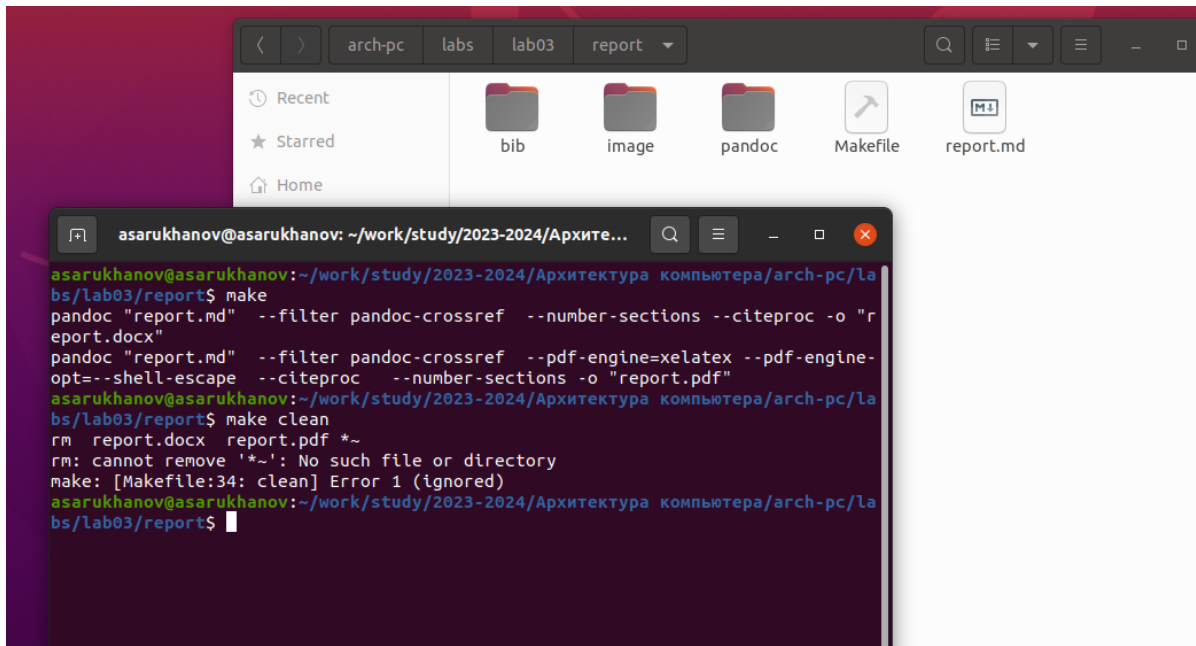 arch-pc labs lab03 report
Recent
Starred
Home
bib image pandoc Makefile report.md
asarukhanov@asarukhanov: ~/work/study/2023-2024/Архите...
asarukhanov@asarukhanov:~/work/study/2023-2024/Архитектура компьютера/arch-pc/la
bs/lab03/report$ make
pandoc "report.md"  --filter pandoc-crossref  --number-sections --citeproc -o "r
eport.docx"
pandoc "report.md"  --filter pandoc-crossref  --pdf-engine=xelatex --pdf-engine-
opt=--shell-escape  --citeproc   --number-sections -o "report.pdf"
asarukhanov@asarukhanov:~/work/study/2023-2024/Архитектура компьютера/arch-pc/la
bs/lab03/report$ make clean
rm  report.docx  report.pdf *~
rm: cannot remove '*~': No such file or directory
make: [Makefile:34: clean] Error 1 (ignored)
asarukhanov@asarukhanov:~/work/study/2023-2024/Архитектура компьютера/arch-pc/la
bs/lab03/report$